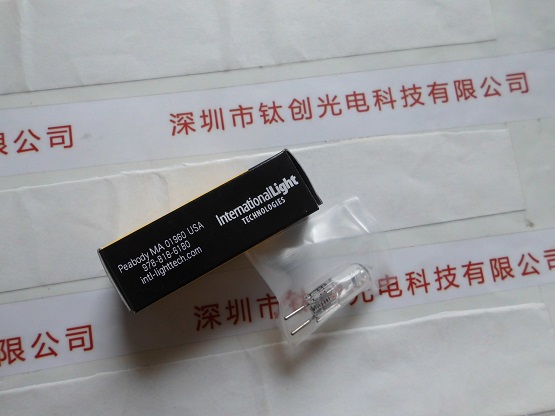 深圳市钛创光电科技有限公司
限公司
InternationalLight
TECHNOLOGIES
Peabody MA 01960 USA
978-818-6180
intl-lighttech.com
深圳市钛创光电科技有限公司
限公司